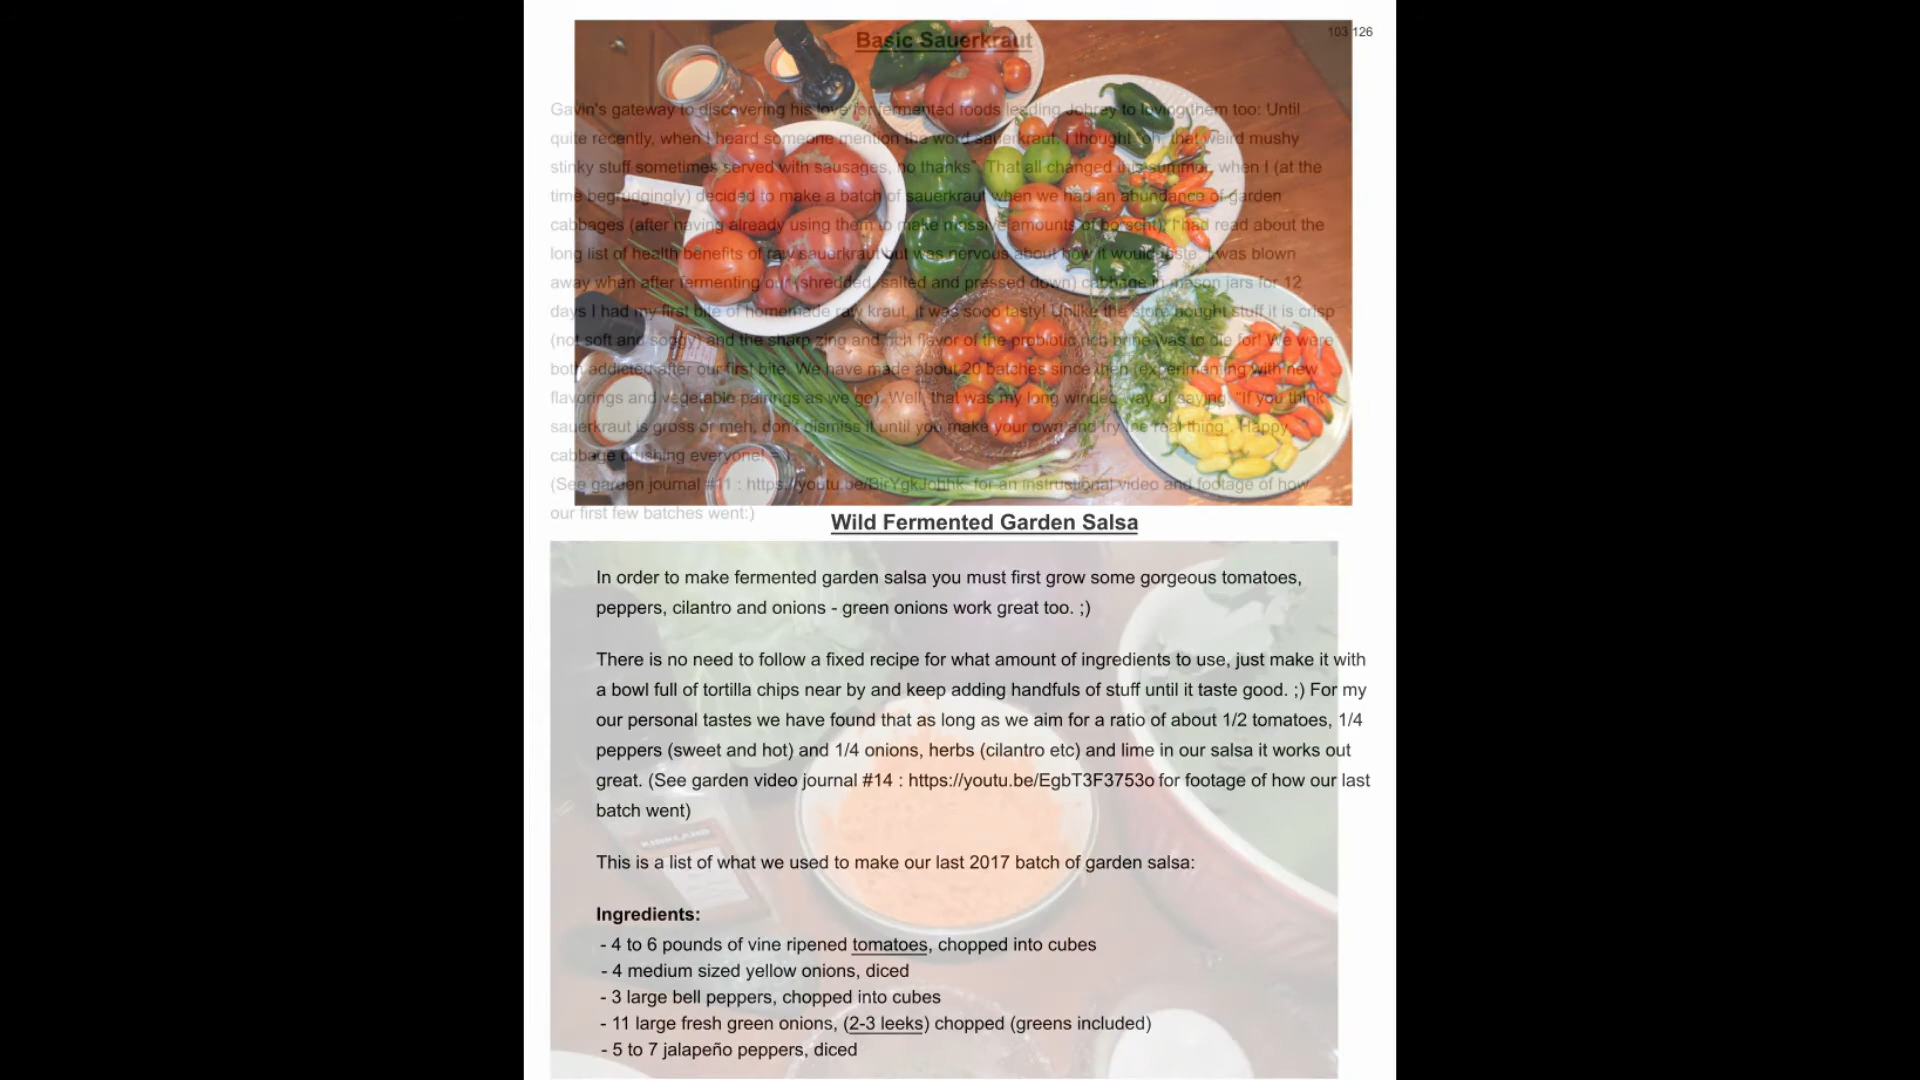 Basic Sauerkraut
103 126
Gavin's gateway to discovering his love for fermented foods leading Johrey to loving them too: Until
quite recently, when I heard someone mention the word sauerkraut, I thought "oh, that weird mushy
stinky stuff sometimes served with sausages, no thanks". That all changed this summer, when I (at the
time begrudgingly) decided to make a batch of sauerkraut when we had an abundance of garden
cabbages (after having already using them to make massive amounts of borscht). I had read about the
long list of health benefits of raw sauerkraut but was nervous about how it would taste. I was blown
away when after fermenting our (shredded, salted and pressed down) cabbage in mason jars for 12
days I had my first bite of homemade raw kraut, it was sooo tasty! Unlike the store bought stuff it is crisp
(not soft and soggy) and the sharp zing and rich flavor of the probiotic rich brine was to die for! We were
both addicted after our first bite. We have made about 20 batches since then (experimenting with new
flavorings and vegetable pairings as we go). Well, that was my long winded way of saying, "If you think
sauerkraut is gross or meh, don't dismiss it until you make your own and try the real thing". Happy
cabbage crushing everyone!
(See garden journal #11 : for an instructional video and footage of how
our first few batches went:)
Wild Fermented Garden Salsa
In order to make fermented garden salsa you must first grow some gorgeous tomatoes,
peppers, cilantro and onions - green onions work great too. ;)
There is no need to follow a fixed recipe for what amount of ingredients to use, just make it with
a bowl full of tortilla chips near by and keep adding handfuls of stuff until it taste good. ;) For my
our personal tastes we have found that as long as we aim for a ratio of about 1/2 tomatoes, 1/4
peppers (sweet and hot) and 1/4 onions, herbs (cilantro etc) and lime in our salsa it works out
great. (See garden video journal #14 : https://youtu.be/EgbT3F3753o for footage of how our last
batch went)
This is a list of what we used to make our last 2017 batch of garden salsa:
Ingredients:
- 4 to 6 pounds of vine ripened tomatoes, chopped into cubes
- 4 medium sized yellow onions, diced
- 3 large bell peppers, chopped into cubes
- 11 large fresh green onions, (2-3 leeks) chopped (greens included)
- 5 to 7 jalapeño peppers, diced